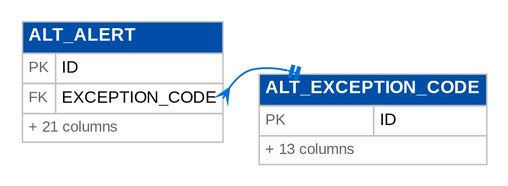 ALT_ALERT
PK ID
FK EXCEPTION_CODE
+ 21 columns
ALT_EXCEPTION_CODE
PK ID
+ 13 columns